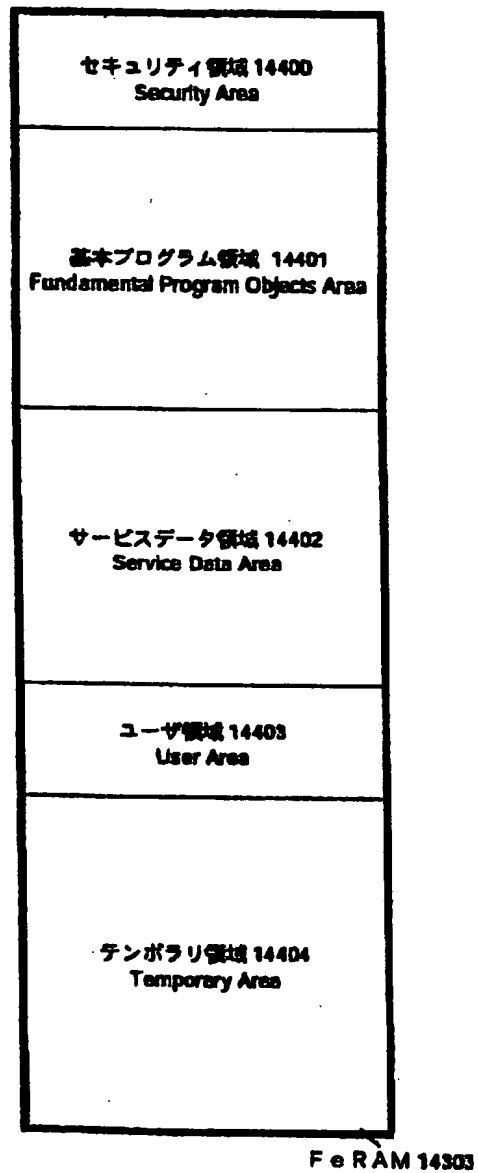 セキュリティ領域 14400
Security Area
基本プログラム領域 14401
Fundamental Program Objects Area
サービスデータ領域 14402
Service Data Area
ユーザ領域 14403
User Area
テンポラリ領域 14404
Temporary Area
FeRAM 14303